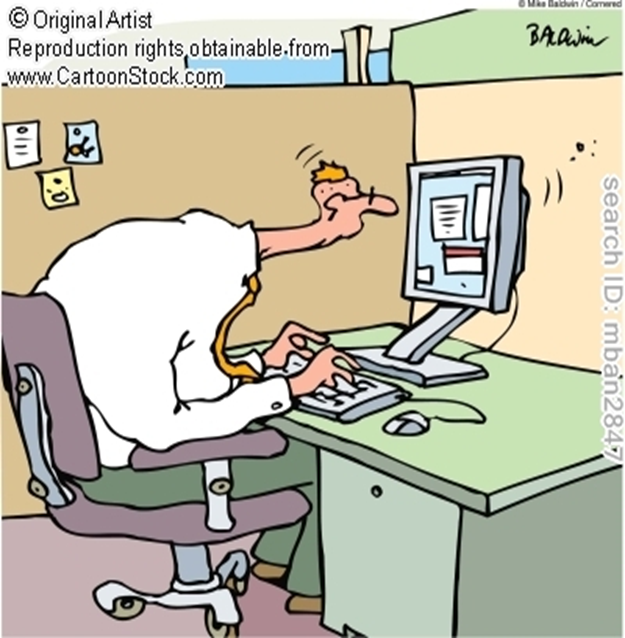 © Mike Baldwin / Cornered
© Original Artist
Reproduction rights obtainable from
www.CartoonStock.com
BALDWIN
search ID: mban2847